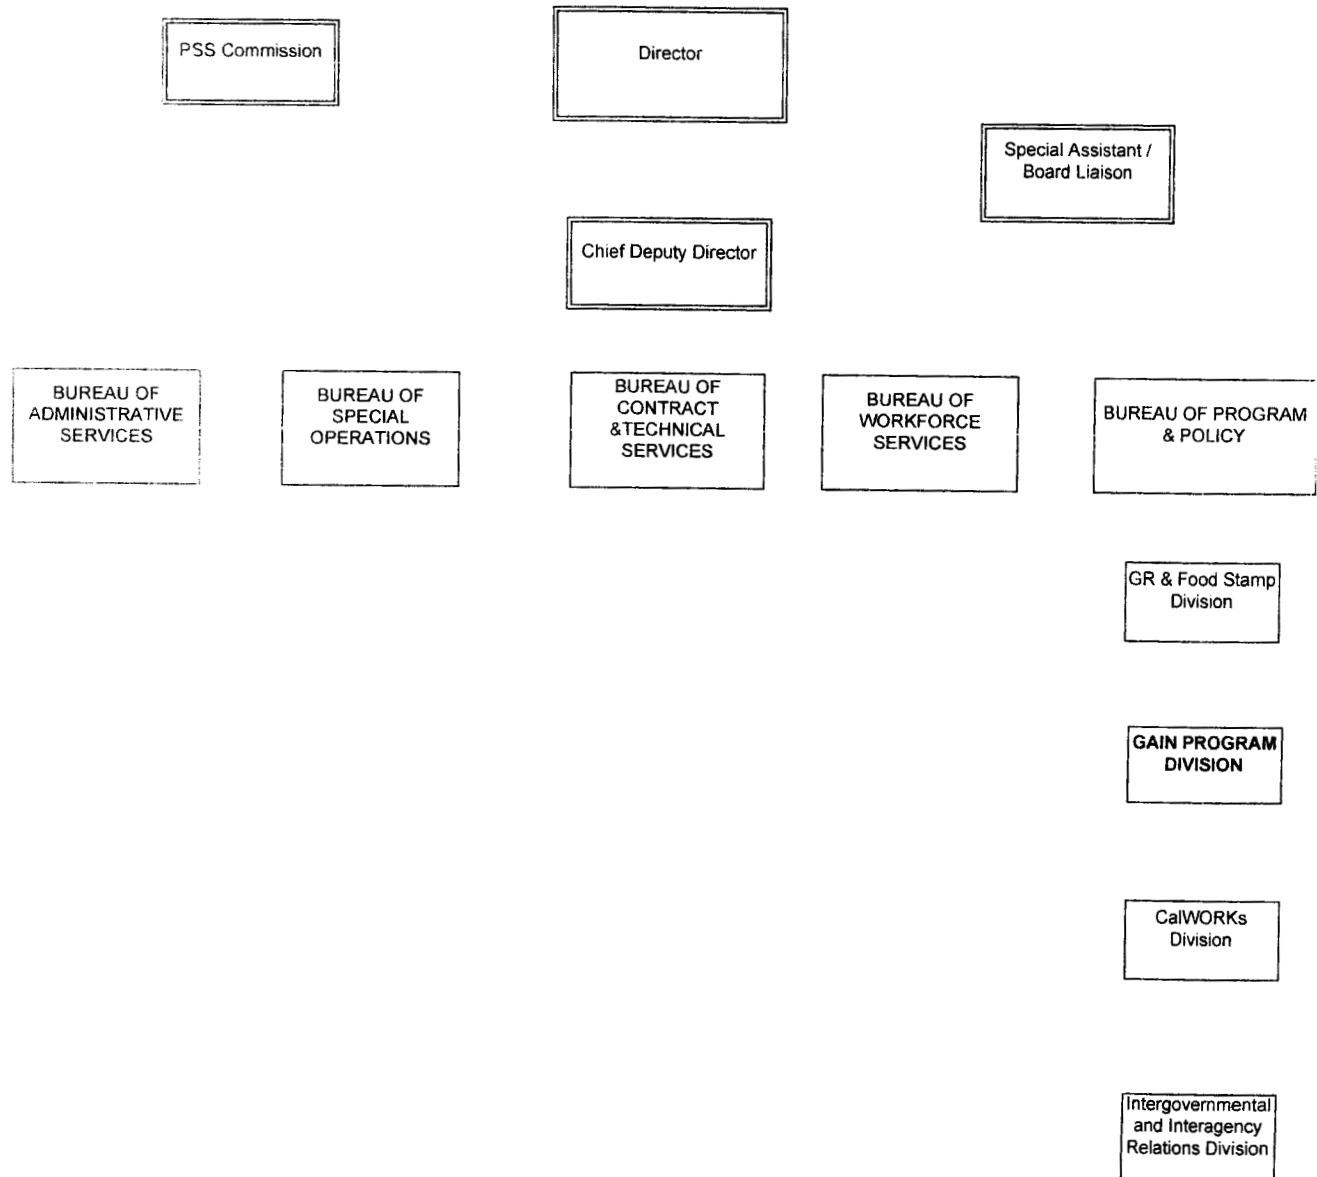 PSS Commission
Director
Special Assistant /
Board Liaison
Chief Deputy Director
BUREAU OF
ADMINISTRATIVE
SERVICES
BUREAU OF
SPECIAL
OPERATIONS
BUREAU OF
CONTRACT
&TECHNICAL
SERVICES
BUREAU OF
WORKFORCE
SERVICES
BUREAU OF PROGRAM
& POLICY
GR & Food Stamp
Division
GAIN PROGRAM
DIVISION
CalWORKs
Division
Intergovernmental
and Interagency
Relations Division